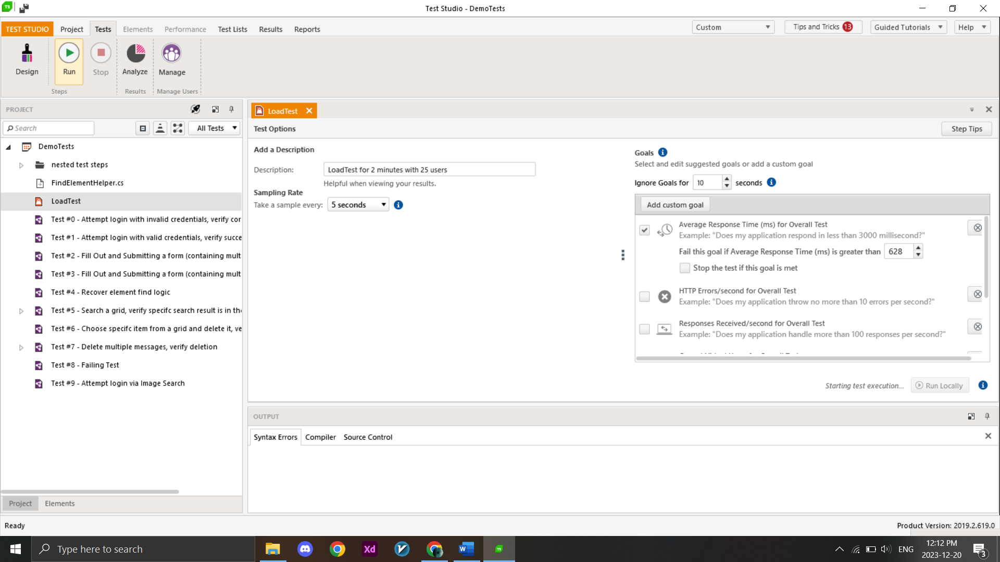 TS
Test Studio - DemoTests
TEST STUDIO Project Tests Elements Performance Test Lists Results Reports
Custom Tips and Tricks 13 Guided Tutorials Help
Design Run Stop Analyze Manage
Steps Results Manage Users
PROJECT
Search All Tests
DemoTests
nested test steps
FindElementHelper.cs
LoadTest
Test #0 - Attempt login with invalid credentials, verify cor
Test #1 - Attempt login with valid credentials, verify succe
Test #2 - Fill Out and Submitting a form (containing mult
Test #3 - Fill Out and Submitting a form (containing mult
Test #4 - Recover element find logic
Test #5 - Search a grid, verify specifc search result is in the
Test #6 - Choose specifc item from a grid and delete it, ve
Test #7 - Delete multiple messages, verify deletion
Test #8 - Failing Test
Test #9 - Attempt login via Image Search
Project Elements
LoadTest
Test Options
Step Tips
Add a Description
Description: LoadTest for 2 minutes with 25 users
Helpful when viewing your results.
Sampling Rate
Take a sample every: 5 seconds
Goals
Select and edit suggested goals or add a custom goal
Ignore Goals for 10 seconds
Add custom goal
Average Response Time (ms) for Overall Test
Example: "Does my application respond in less than 3000 millisecond?"
Fail this goal if Average Response Time (ms) is greater than 628
Stop the test if this goal is met
HTTP Errors/second for Overall Test
Example: "Does my application throw no more than 10 errors per second?"
Responses Received/second for Overall Test
Example: "Does my application handle more than 100 responses per second?"
Starting test execution... Run Locally
OUTPUT
Syntax Errors Compiler Source Control
Ready
Product Version: 2019.2.619.0
Type here to search
Xd
W
TS
ENG
12:12 PM
2023-12-20
3